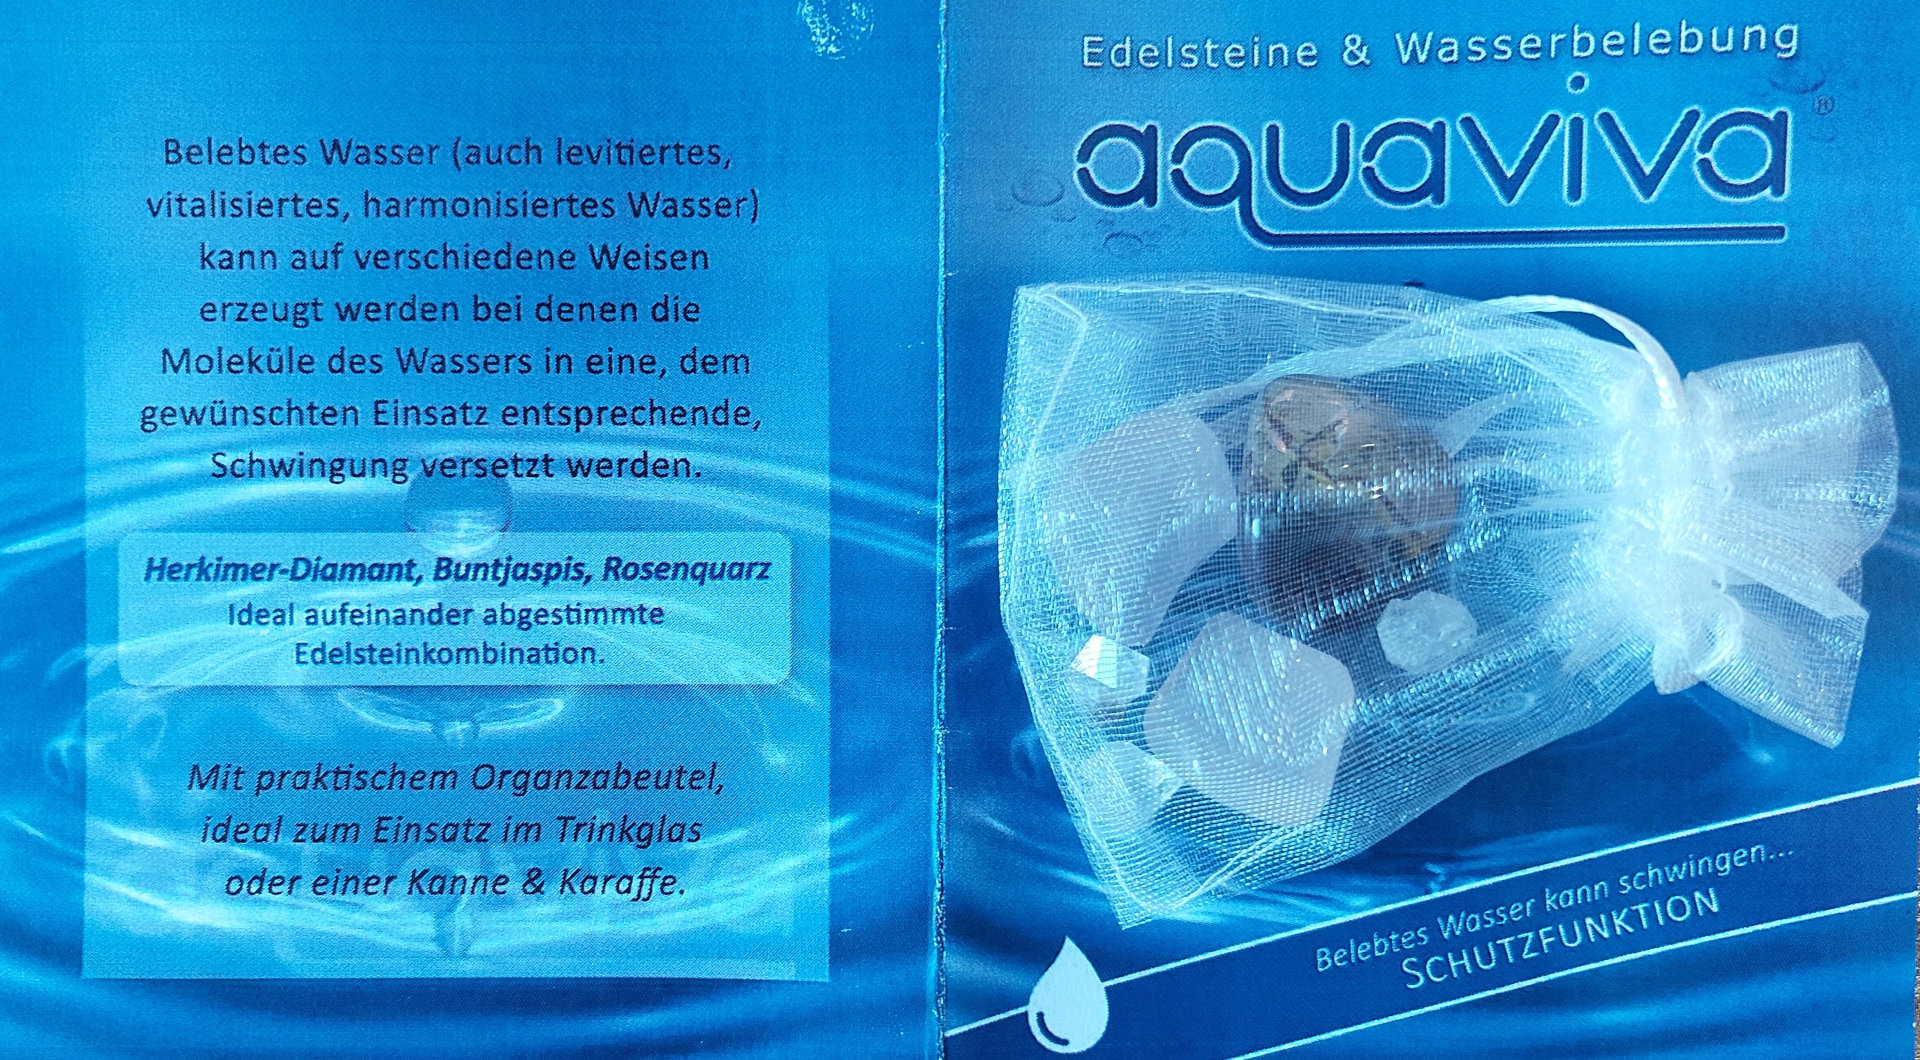 Belebtes Wasser (auch levitiertes,
vitalisiertes, harmonisiertes Wasser)
kann auf verschiedene Weisen
erzeugt werden bei denen die
Moleküle des Wassers in eine, dem
gewünschten Einsatz entsprechende,
Schwingung versetzt werden.
Herkimer-Diamant, Buntjaspis, Rosenquarz
Ideal aufeinander abgestimmte
Edelsteinkombination.
Mit praktischem Organzabeutel,
ideal zum Einsatz im Trinkglas
oder einer Kanne & Karaffe.
Edelsteine & Wasserbelebung
aquaviva®
Belebtes Wasser kann schwingen...
SCHUTZFUNKTION